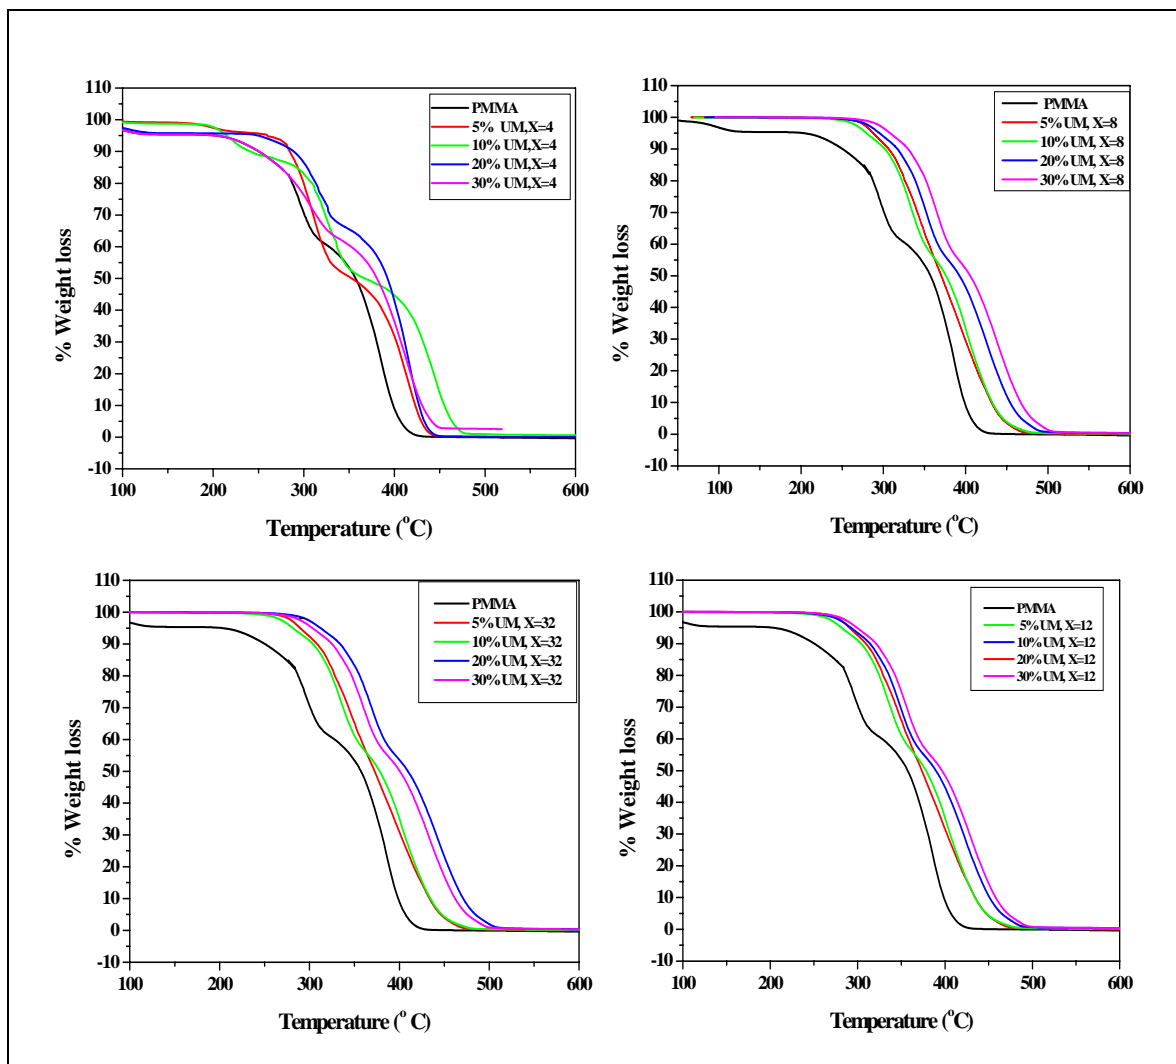 110
100
90
80
70
60
50
40
30
20
10
0
-10
% Weight loss
PMMA
5% UM,X=4
10% UM,X=4
20% UM,X=4
30% UM,X=4
100 200 300 400 500 600
Temperature (°C)
110
100
90
80
70
60
50
40
30
20
10
0
-10
% Weight loss
PMMA
5% UM, X=8
10% UM, X=8
20% UM, X=8
30% UM, X=8
100 200 300 400 500 600
Temperature (°C)
110
100
90
80
70
60
50
40
30
20
10
0
-10
% Weight loss
PMMA
5% UM, X=32
10% UM, X=32
20% UM, X=32
30% UM, X=32
100 200 300 400 500 600
Temperature (° C)
110
100
90
80
70
60
50
40
30
20
10
0
-10
% Weight loss
PMMA
5% UM, X=12
10% UM, X=12
20% UM, X=12
30% UM, X=12
100 200 300 400 500 600
Temperature (° C)